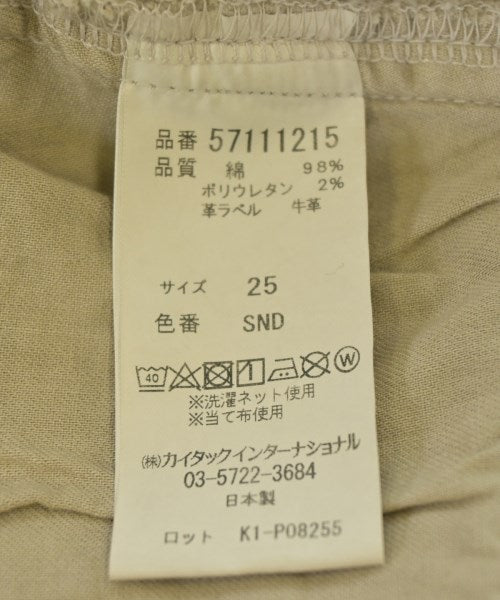 品番 57111215
品質 綿 98%
ポリウレタン 2%
革ラベル 牛革
サイズ 25
色番 SND
40 W
※洗濯ネット使用
※当て布使用
(株)カイタックインターナショナル
03-5722-3684
日本製
ロット K1-P08255